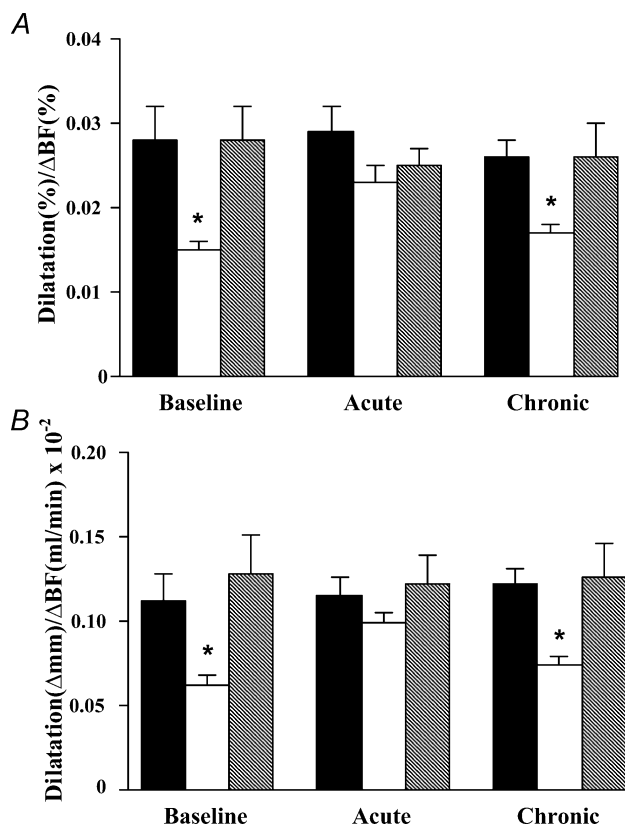 A
Dilatation(%)/ΔBF(%)
0.04
0.03
0.02
0.01
0
*
*
Baseline Acute Chronic
B
Dilatation(Δmm)/ΔBF(ml/min) x 10⁻²
0.20
0.15
0.10
0.05
0
*
*
Baseline Acute Chronic